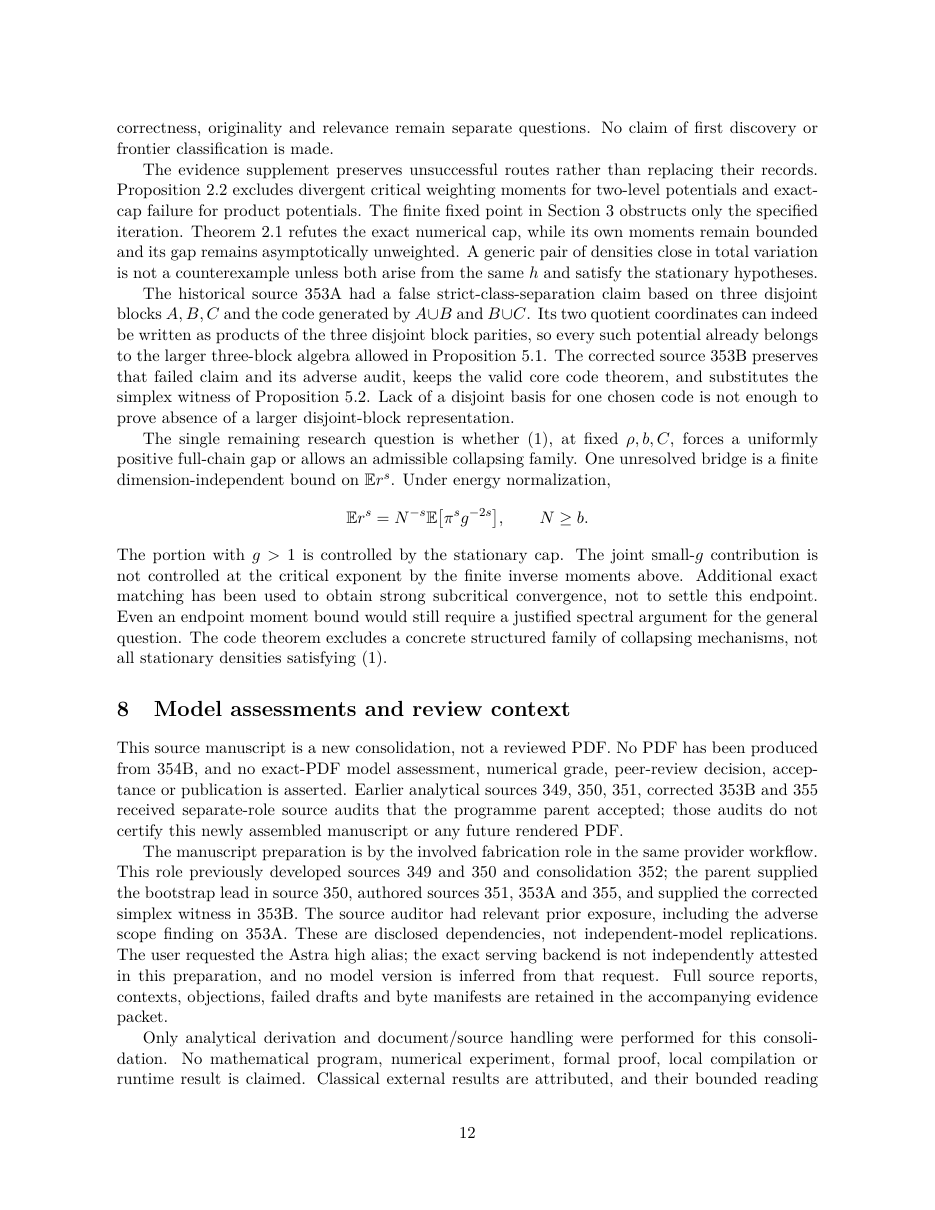 correctness, originality and relevance remain separate questions. No claim of first discovery or
frontier classification is made.
The evidence supplement preserves unsuccessful routes rather than replacing their records.
Proposition 2.2 excludes divergent critical weighting moments for two-level potentials and exact-
cap failure for product potentials. The finite fixed point in Section 3 obstructs only the specified
iteration. Theorem 2.1 refutes the exact numerical cap, while its own moments remain bounded
and its gap remains asymptotically unweighted. A generic pair of densities close in total variation
is not a counterexample unless both arise from the same h and satisfy the stationary hypotheses.
The historical source 353A had a false strict-class-separation claim based on three disjoint
blocks A, B, C and the code generated by A∪B and B∪C. Its two quotient coordinates can indeed
be written as products of the three disjoint block parities, so every such potential already belongs
to the larger three-block algebra allowed in Proposition 5.1. The corrected source 353B preserves
that failed claim and its adverse audit, keeps the valid core code theorem, and substitutes the
simplex witness of Proposition 5.2. Lack of a disjoint basis for one chosen code is not enough to
prove absence of a larger disjoint-block representation.
The single remaining research question is whether (1), at fixed ρ, b, C, forces a uniformly
positive full-chain gap or allows an admissible collapsing family. One unresolved bridge is a finite
dimension-independent bound on 𝔼rˢ. Under energy normalization,
𝔼rˢ = N⁻ˢ𝔼[πˢg⁻²ˢ], N ≥ b.
The portion with g > 1 is controlled by the stationary cap. The joint small-g contribution is
not controlled at the critical exponent by the finite inverse moments above. Additional exact
matching has been used to obtain strong subcritical convergence, not to settle this endpoint.
Even an endpoint moment bound would still require a justified spectral argument for the general
question. The code theorem excludes a concrete structured family of collapsing mechanisms, not
all stationary densities satisfying (1).
8 Model assessments and review context
This source manuscript is a new consolidation, not a reviewed PDF. No PDF has been produced
from 354B, and no exact-PDF model assessment, numerical grade, peer-review decision, accep-
tance or publication is asserted. Earlier analytical sources 349, 350, 351, corrected 353B and 355
received separate-role source audits that the programme parent accepted; those audits do not
certify this newly assembled manuscript or any future rendered PDF.
The manuscript preparation is by the involved fabrication role in the same provider workflow.
This role previously developed sources 349 and 350 and consolidation 352; the parent supplied
the bootstrap lead in source 350, authored sources 351, 353A and 355, and supplied the corrected
simplex witness in 353B. The source auditor had relevant prior exposure, including the adverse
scope finding on 353A. These are disclosed dependencies, not independent-model replications.
The user requested the Astra high alias; the exact serving backend is not independently attested
in this preparation, and no model version is inferred from that request. Full source reports,
contexts, objections, failed drafts and byte manifests are retained in the accompanying evidence
packet.
Only analytical derivation and document/source handling were performed for this consoli-
dation. No mathematical program, numerical experiment, formal proof, local compilation or
runtime result is claimed. Classical external results are attributed, and their bounded reading
12